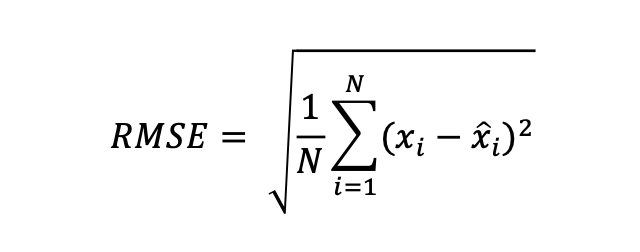 RMSE = √(1/N ∑_{i=1}^{N} (x_i − x̂_i)²)